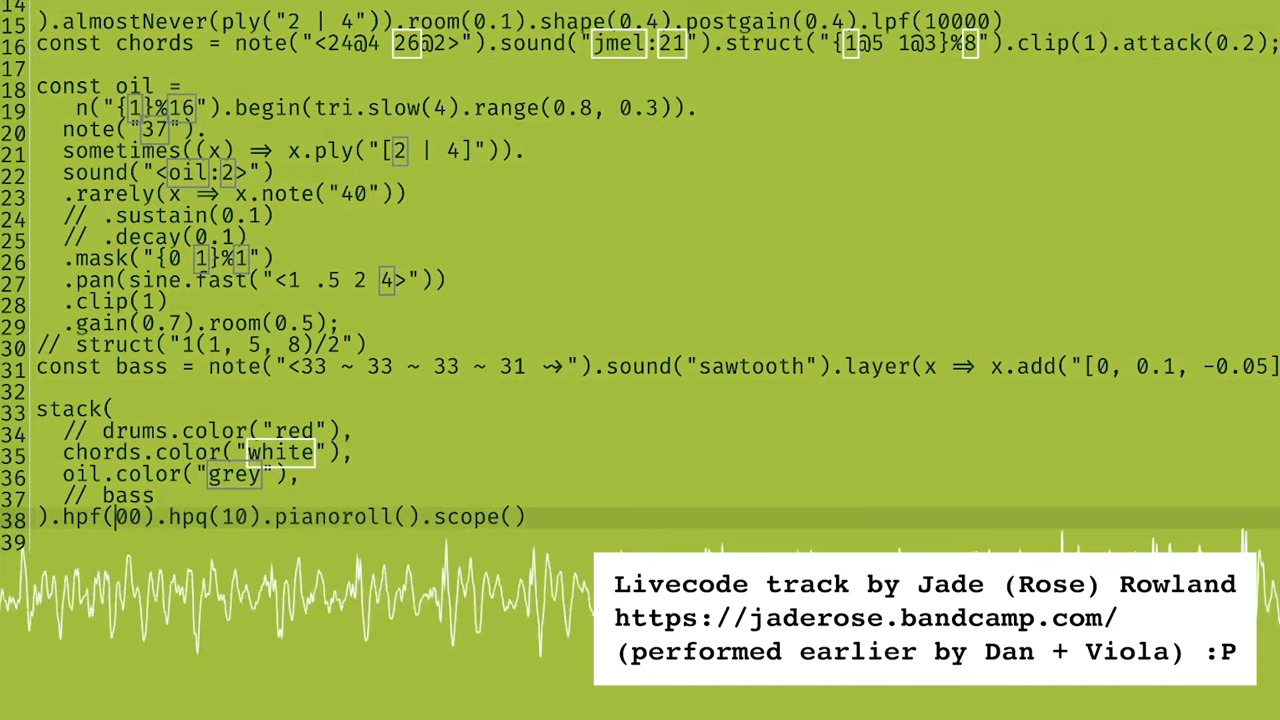 14
15 ).almostNever(ply("2 | 4")).room(0.1).shape(0.4).postgain(0.4).lpf(10000)
16 const chords = note("<24@4 26@2>").sound("jmel:21").struct("{1@5 1@3}%8").clip(1).attack(0.2);
17
18 const oil =
19 n("{1}%16").begin(tri.slow(4).range(0.8, 0.3)).
20 note("37").
21 sometimes((x) => x.ply("[2 | 4]")).
22 sound("<oil:2>")
23 .rarely(x => x.note("40"))
24 // .sustain(0.1)
25 // .decay(0.1)
26 .mask("{0 1}%1")
27 .pan(sine.fast("<1 .5 2 4>"))
28 .clip(1)
29 .gain(0.7).room(0.5);
30 // struct("1(1, 5, 8)/2")
31 const bass = note("<33 ~ 33 ~ 33 ~ 31 ~>").sound("sawtooth").layer(x => x.add("[0, 0.1, -0.05]
32
33 stack(
34 // drums.color("red"),
35 chords.color("white"),
36 oil.color("grey"),
37 // bass
38 ).hpf(00).hpq(10).pianoroll().scope()
39
Livecode track by Jade (Rose) Rowland
https://jaderose.bandcamp.com/
(performed earlier by Dan + Viola) :P